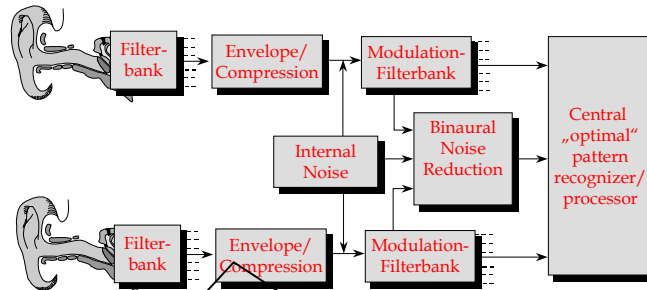 Filter-
bank
Envelope/
Compression
Modulation-
Filterbank
Internal
Noise
Binaural
Noise
Reduction
Central
„optimal“
pattern
recognizer/
processor
Filter-
bank
Envelope/
Compression
Modulation-
Filterbank